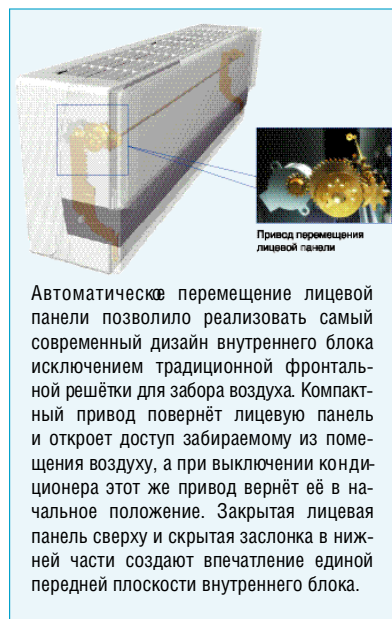 Привод перемещения
лицевой панели
Автоматическое перемещение лицевой
панели позволило реализовать самый
современный дизайн внутреннего блока
исключением традиционной фронталь-
ной решётки для забора воздуха. Компакт-
ный привод повернёт лицевую панель
и откроет доступ забираемому из поме-
щения воздуху, а при выключении конди-
ционера этот же привод вернёт её в на-
чальное положение. Закрытая лицевая
панель сверху и скрытая заслонка в ниж-
ней части создают впечатление единой
передней плоскости внутреннего блока.